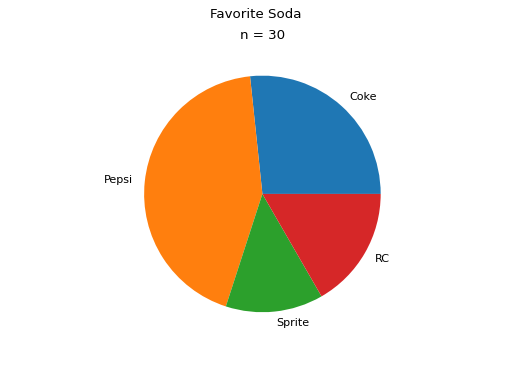 Favorite Soda
n = 30
Coke
Pepsi
RC
Sprite